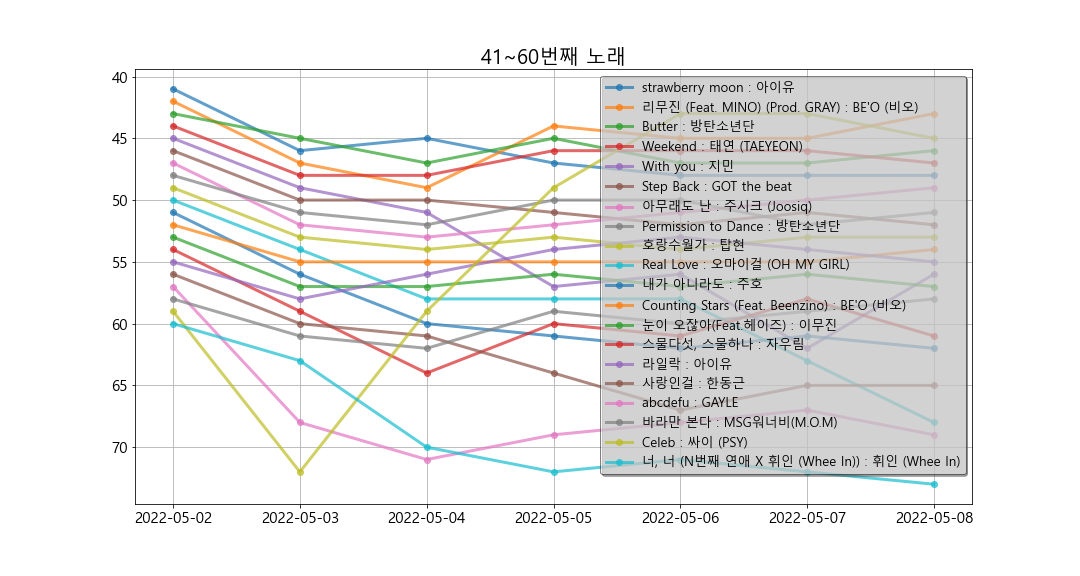 41~60번째 노래
40
45
50
55
60
65
70
strawberry moon : 아이유
리무진 (Feat. MINO) (Prod. GRAY) : BE'O (비오)
Butter : 방탄소년단
Weekend : 태연 (TAEYEON)
With you : 지민
Step Back : GOT the beat
아무래도 난 : 주시크 (Joosiq)
Permission to Dance : 방탄소년단
호랑수월가 : 탑현
Real Love : 오마이걸 (OH MY GIRL)
내가 아니라도 : 주호
Counting Stars (Feat. Beenzino) : BE'O (비오)
눈이 오잖아(Feat.헤이즈) : 이무진
스물다섯, 스물하나 : 자우림
라일락 : 아이유
사랑인걸 : 한동근
abcdefu : GAYLE
바라만 본다 : MSG워너비(M.O.M)
Celeb : 싸이 (PSY)
너, 너 (N번째 연애 X 휘인 (Whee In)) : 휘인 (Whee In)
2022-05-02
2022-05-03
2022-05-04
2022-05-05
2022-05-06
2022-05-07
2022-05-08